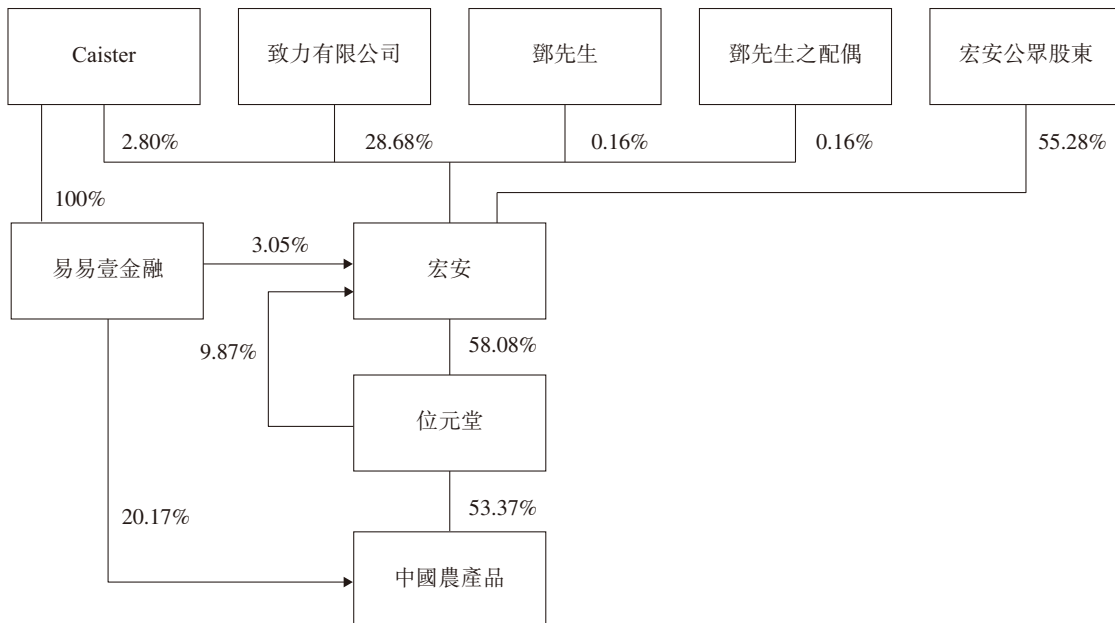 Caister
致力有限公司
鄧先生
鄧先生之配偶
宏安公眾股東
2.80%
28.68%
0.16%
0.16%
55.28%
100%
易易壹金融
3.05%
宏安
9.87%
58.08%
位元堂
20.17%
53.37%
中國農產品